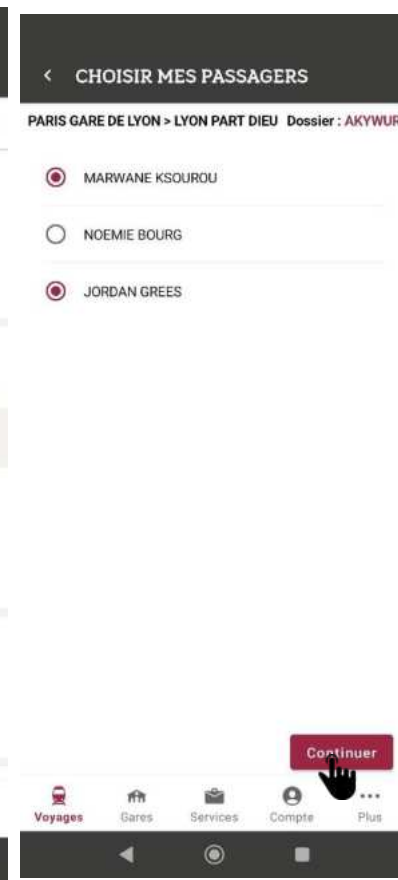 CHOISIR MES PASSAGERS
PARIS GARE DE LYON > LYON PART DIEU Dossier : AKYWUR
MARWANE KSOUROU
NOEMIE BOURG
JORDAN GREES
Continuer
Voyages Gares Services Compte Plus